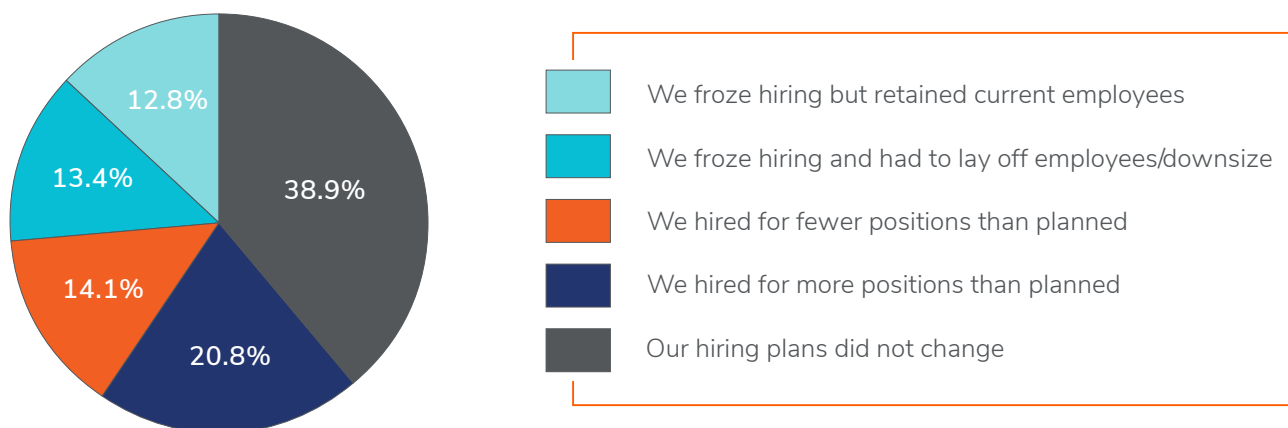 12.8%
13.4%
14.1%
20.8%
38.9%
We froze hiring but retained current employees
We froze hiring and had to lay off employees/downsize
We hired for fewer positions than planned
We hired for more positions than planned
Our hiring plans did not change